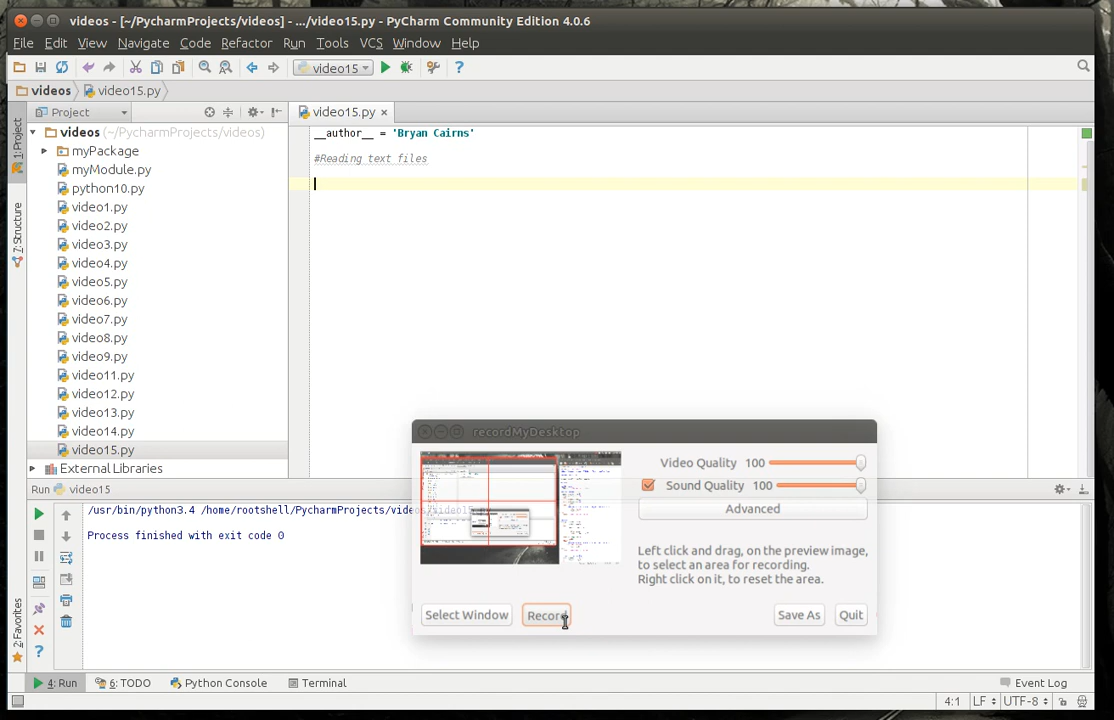 videos - [~/PycharmProjects/videos] - .../video15.py - PyCharm Community Edition 4.0.6
File Edit View Navigate Code Refactor Run Tools VCS Window Help
video15
videos video15.py
Project video15.py
1: Project
7: Structure
2: Favorites
videos (~/PycharmProjects/videos)
myPackage
myModule.py
python10.py
video1.py
video2.py
video3.py
video4.py
video5.py
video6.py
video7.py
video8.py
video9.py
video11.py
video12.py
video13.py
video14.py
video15.py
External Libraries
__author__ = 'Bryan Cairns'
#Reading text files
Run video15
/usr/bin/python3.4 /home/rootshell/PycharmProjects/videos
Process finished with exit code 0
recordMyDesktop
Video Quality 100
Sound Quality 100
Advanced
Left click and drag, on the preview image,
to select an area for recording.
Right click on it, to reset the area.
Select Window Record Save As Quit
4: Run 6: TODO Python Console Terminal Event Log
4:1 LF UTF-8